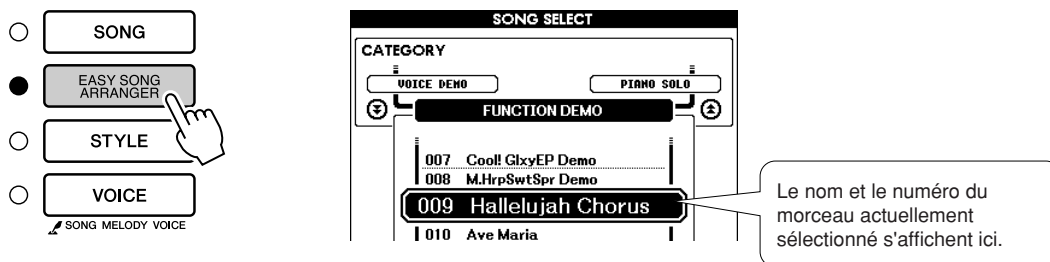 SONG
EASY SONG
ARRANGER
STYLE
VOICE
SONG MELODY VOICE
SONG SELECT
CATEGORY
VOICE DEMO
PIANO SOLO
FUNCTION DEMO
007 Cool! GlxyEP Demo
008 M.HrpSwtSpr Demo
009 Hallelujah Chorus
010 Ave Maria
Le nom et le numéro du
morceau actuellement
sélectionné s'affichent ici.